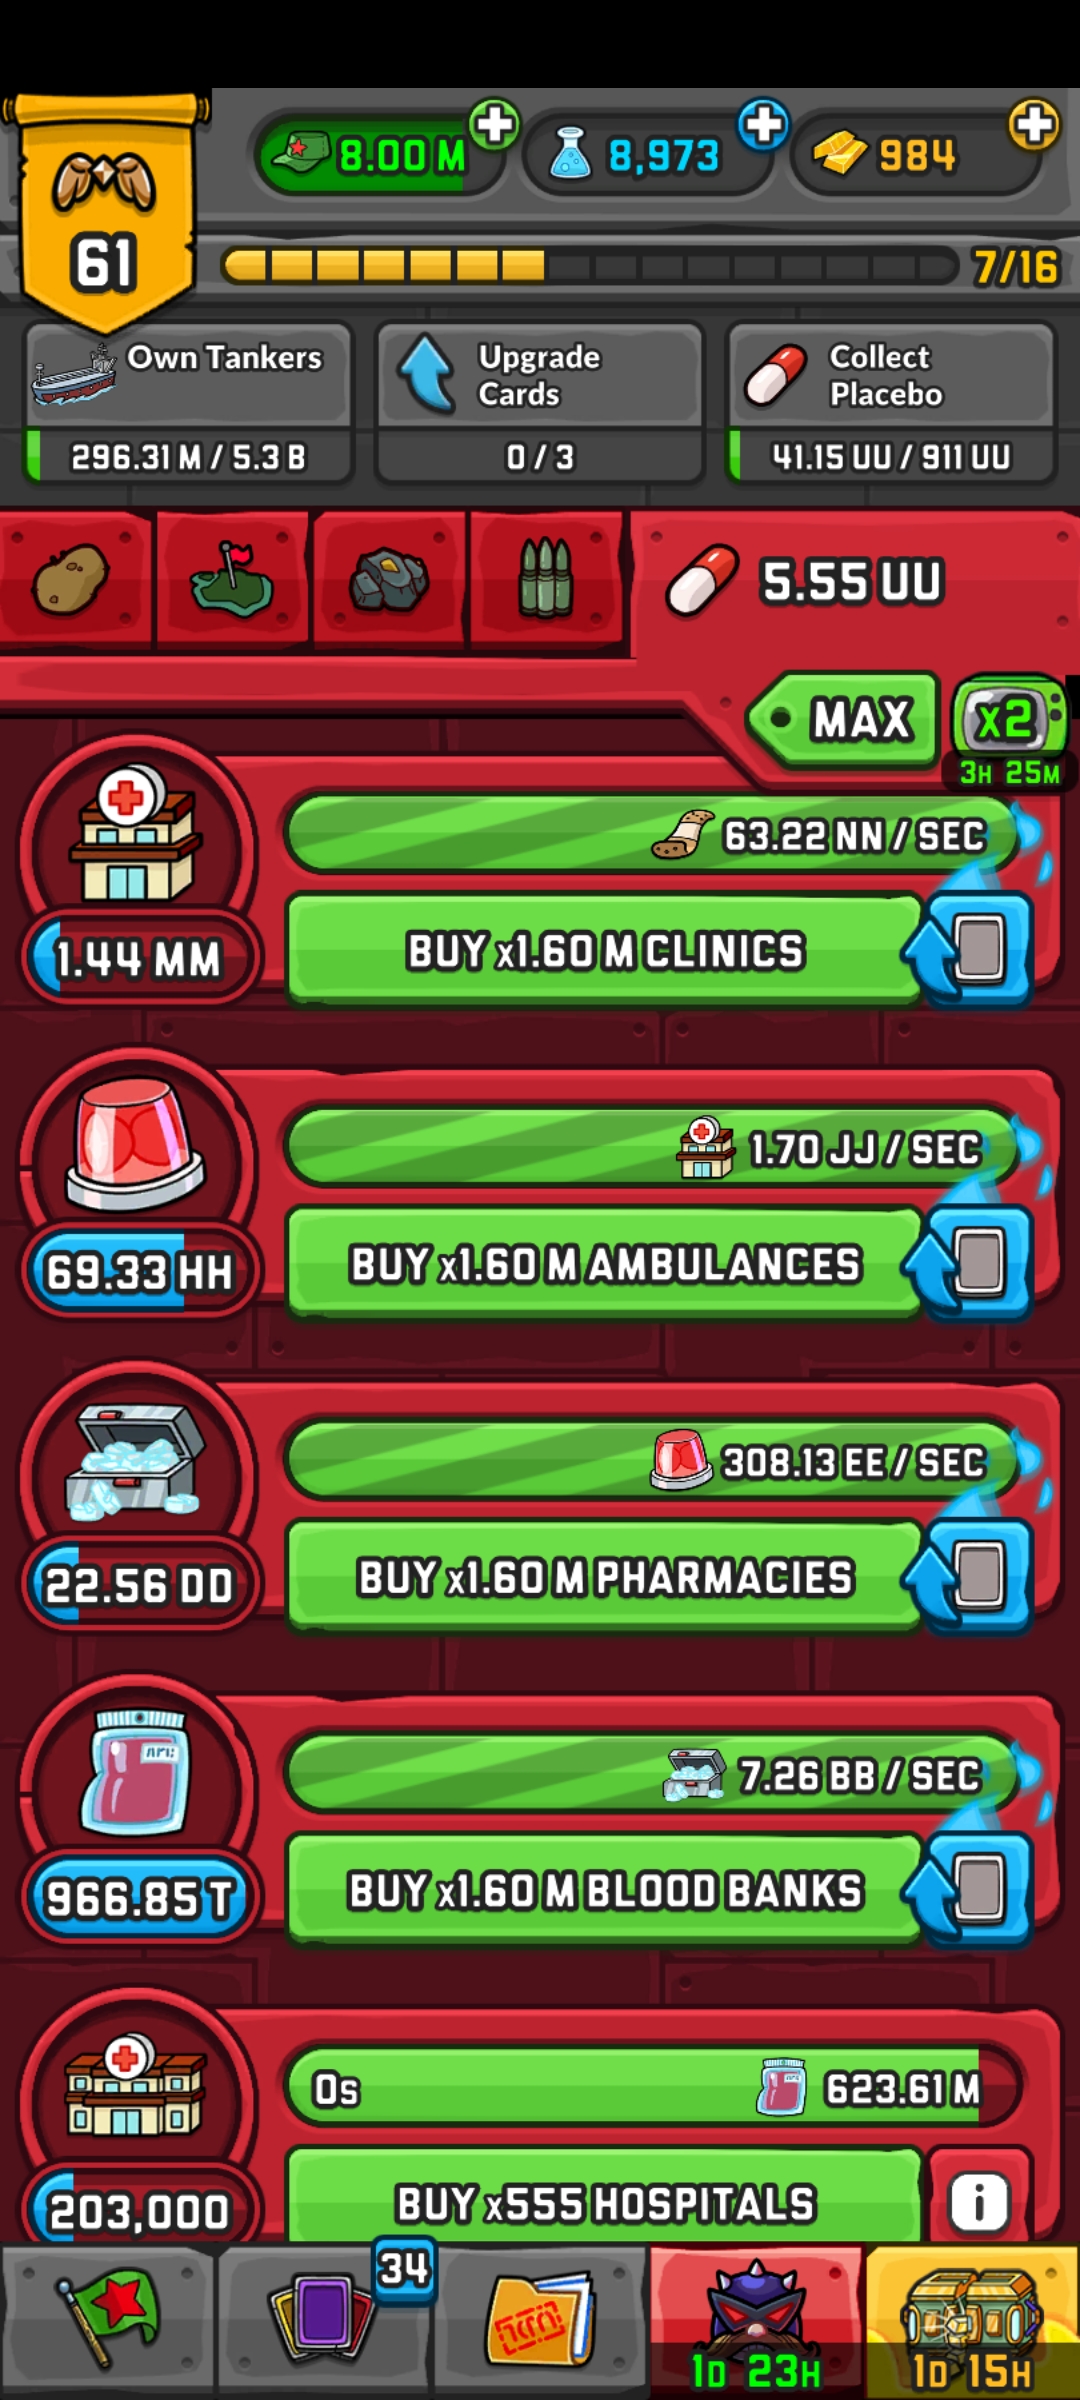 61
8.00 M
8,973
984
7/16
Own Tankers
296.31 M / 5.3 B
Upgrade
Cards
0 / 3
Collect
Placebo
41.15 UU / 911 UU
5.55 UU
MAX
x2
3H 25M
63.22 NN / SEC
1.44 MM
BUY x1.60 M CLINICS
1.70 JJ / SEC
69.33 HH
BUY x1.60 M AMBULANCES
308.13 EE / SEC
22.56 DD
BUY x1.60 M PHARMACIES
7.26 BB / SEC
966.85 T
BUY x1.60 M BLOOD BANKS
0s
623.61 M
203,000
BUY x555 HOSPITALS
i
34
1D 23H
1D 15H